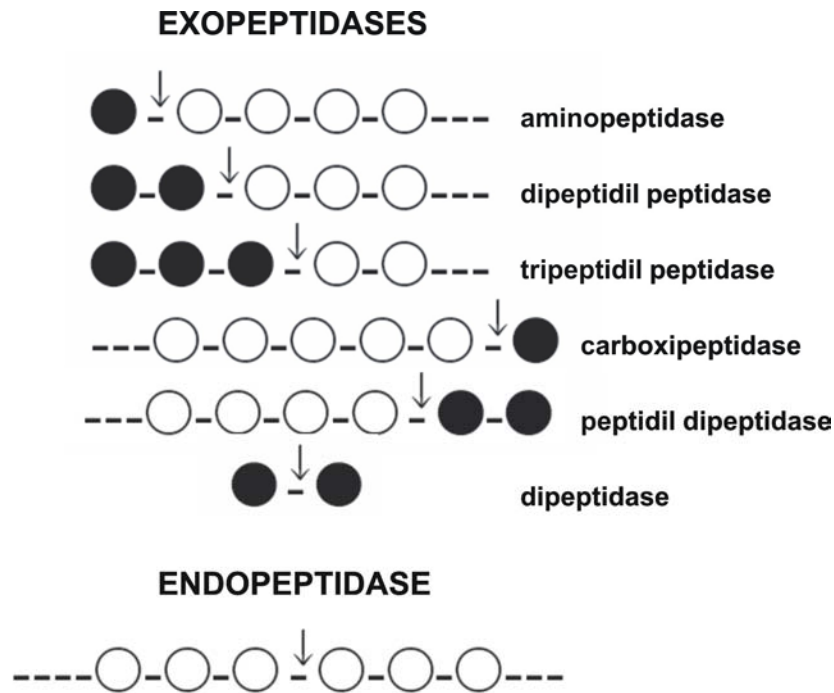 EXOPEPTIDASES
aminopeptidase
dipeptidil peptidase
tripeptidil peptidase
carboxipeptidase
peptidil dipeptidase
dipeptidase
ENDOPEPTIDASE